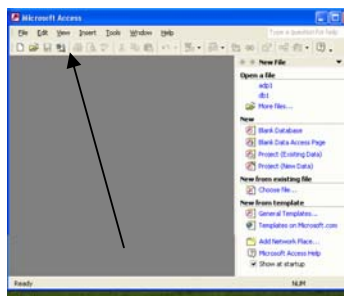 Microsoft Access
File Edit View Insert Tools Window Help
Type a question for help
New File
Open a file
adp1
db1
More files...
New
Blank Database
Blank Data Access Page
Project (Existing Data)
Project (New Data)
New from existing file
Choose file...
New from template
General Templates...
Templates on Microsoft.com
Add Network Place...
Microsoft Access Help
Show at startup
Ready
NUM